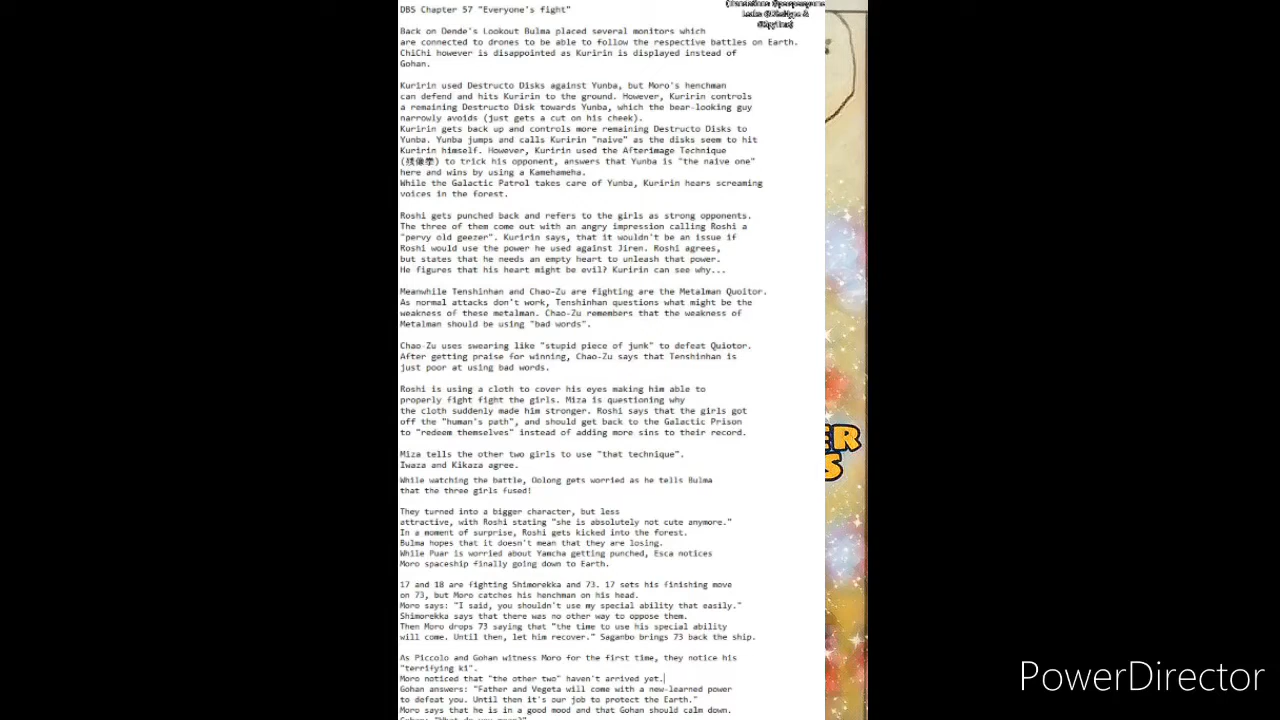 DBS Chapter 57 "Everyone's fight"
Back on Dende's Lookout Bulma placed several monitors which
are connected to drones to be able to follow the respective battles on Earth.
ChiChi however is disappointed as Kuririn is displayed instead of
Gohan.
Kuririn used Destructo Disks against Yunba, but Moro's henchman
can defend and hits Kuririn to the ground. However, Kuririn controls
a remaining Destructo Disk towards Yunba, which the bear-looking guy
narrowly avoids (just gets a cut on his cheek).
Kuririn gets back up and controls more remaining Destructo Disks to
Yunba. Yunba jumps and calls Kuririn "naive" as the disks seem to hit
Kuririn himself. However, Kuririn used the Afterimage Technique
(残像拳) to trick his opponent, answers that Yunba is "the naive one"
here and wins by using a Kamehameha.
While the Galactic Patrol takes care of Yunba, Kuririn hears screaming
voices in the forest.
Roshi gets punched back and refers to the girls as strong opponents.
The three of them come out with an angry impression calling Roshi a
"pervy old geezer". Kuririn says, that it wouldn't be an issue if
Roshi would use the power he used against Jiren. Roshi agrees,
but states that he needs an empty heart to unleash that power.
He figures that his heart might be evil? Kuririn can see why...
Meanwhile Tenshinhan and Chao-Zu are fighting are the Metalman Quoitor.
As normal attacks don't work, Tenshinhan questions what might be the
weakness of these metalman. Chao-Zu remembers that the weakness of
Metalman should be using "bad words".
Chao-Zu uses swearing like "stupid piece of junk" to defeat Quiotor.
After getting praise for winning, Chao-Zu says that Tenshinhan is
just poor at using bad words.
Roshi is using a cloth to cover his eyes making him able to
properly fight fight the girls. Miza is questioning why
the cloth suddenly made him stronger. Roshi says that the girls got
off the "human's path", and should get back to the Galactic Prison
to "redeem themselves" instead of adding more sins to their record.
Miza tells the other two girls to use "that technique".
Iwaza and Kikaza agree.
While watching the battle, Oolong gets worried as he tells Bulma
that the three girls fused!
They turned into a bigger character, but less
attractive, with Roshi stating "she is absolutely not cute anymore."
In a moment of surprise, Roshi gets kicked into the forest.
Bulma hopes that it doesn't mean that they are losing.
While Puar is worried about Yamcha getting punched, Esca notices
Moro spaceship finally going down to Earth.
17 and 18 are fighting Shimorekka and 73. 17 sets his finishing move
on 73, but Moro catches his henchman on his head.
Moro says: "I said, you shouldn't use my special ability that easily."
Shimorekka says that there was no other way to oppose them.
Then Moro drops 73 saying that "the time to use his special ability
will come. Until then, let him recover." Saganbo brings 73 back the ship.
As Piccolo and Gohan witness Moro for the first time, they notice his
"terrifying ki".
Moro noticed that "the other two" haven't arrived yet.
Gohan answers: "Father and Vegeta will come with a new-learned power
to defeat you. Until then it's our job to protect the Earth."
Moro says that he is in a good mood and that Gohan should calm down.
Gohan: "What do you mean?"
ER
S
PowerDirector